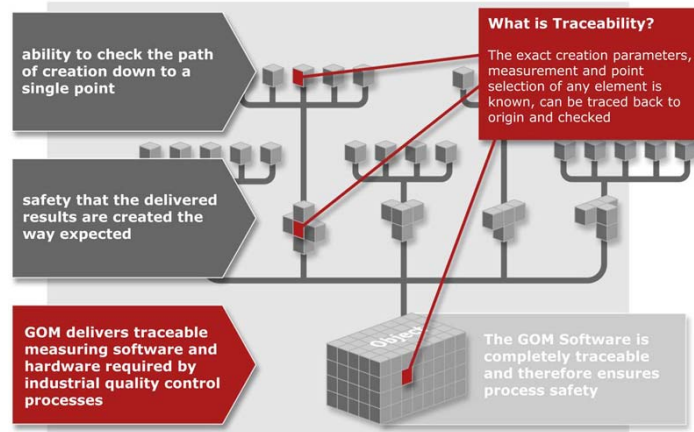 ability to check the path
of creation down to a
single point
What is Traceability?
The exact creation parameters,
measurement and point
selection of any element is
known, can be traced back to
origin and checked
safety that the delivered
results are created the
way expected
GOM delivers traceable
measuring software and
hardware required by
industrial quality control
processes
Object
The GOM Software is
completely traceable
and therefore ensures
process safety